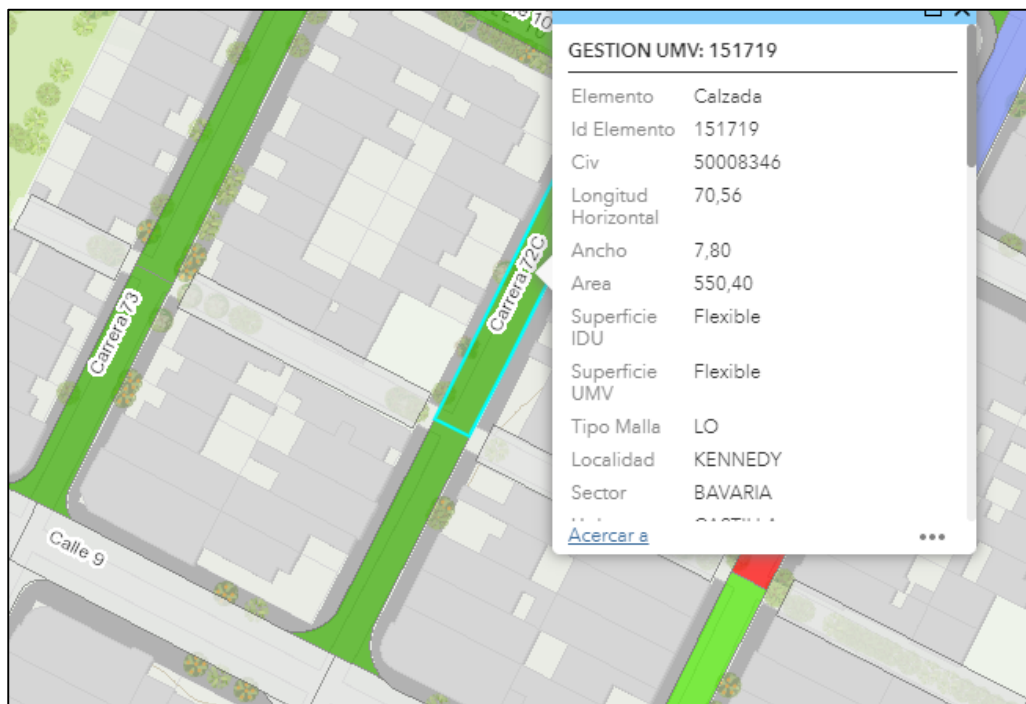 GESTION UMV: 151719
Elemento Calzada
Id Elemento 151719
Civ 50008346
Longitud Horizontal 70,56
Ancho 7,80
Area 550,40
Superficie IDU Flexible
Superficie UMV Flexible
Tipo Malla LO
Localidad KENNEDY
Sector BAVARIA
Acercar a
Carrera 73
Carrera 72C
Calle 9